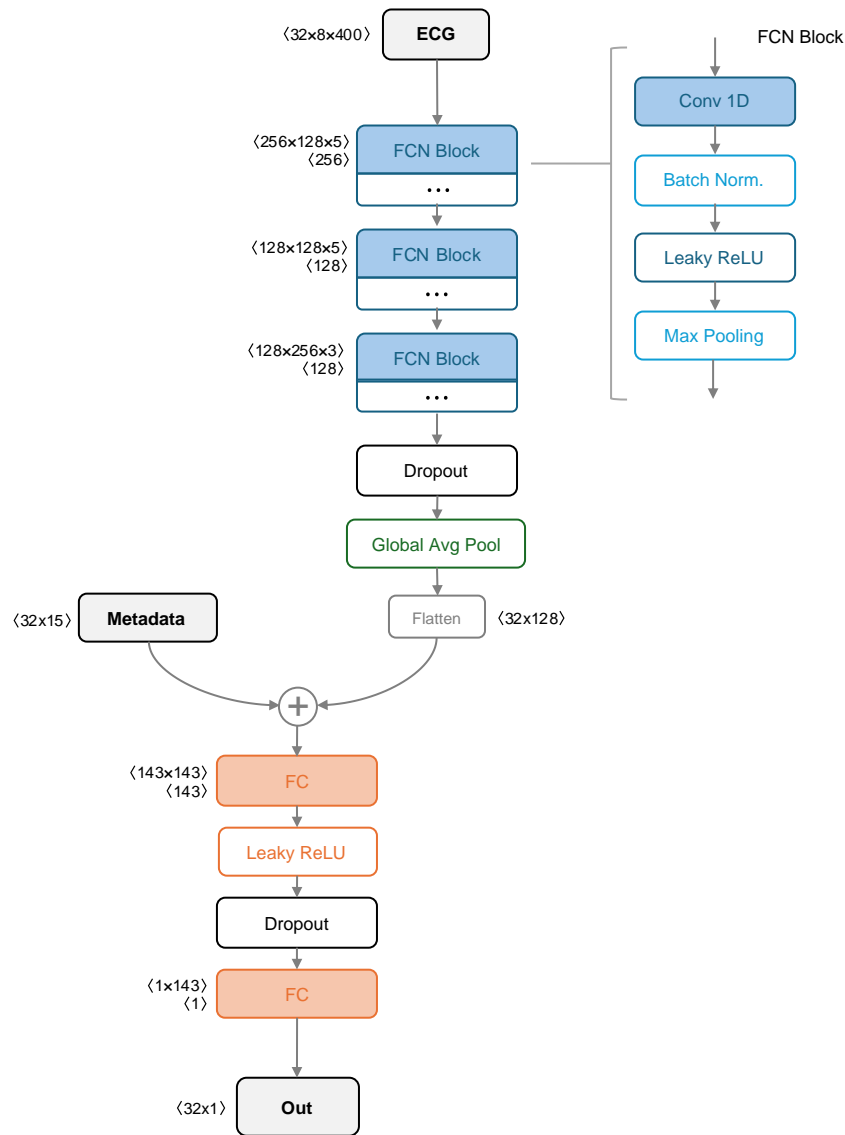 〈32×8×400〉
ECG
FCN Block
Conv 1D
Batch Norm.
Leaky ReLU
Max Pooling
〈256×128×5〉
〈256〉
FCN Block
...
〈128×128×5〉
〈128〉
FCN Block
...
〈128×256×3〉
〈128〉
FCN Block
...
Dropout
Global Avg Pool
〈32x15〉
Metadata
Flatten
〈32x128〉
+
〈143×143〉
〈143〉
FC
Leaky ReLU
Dropout
〈1×143〉
〈1〉
FC
〈32x1〉
Out